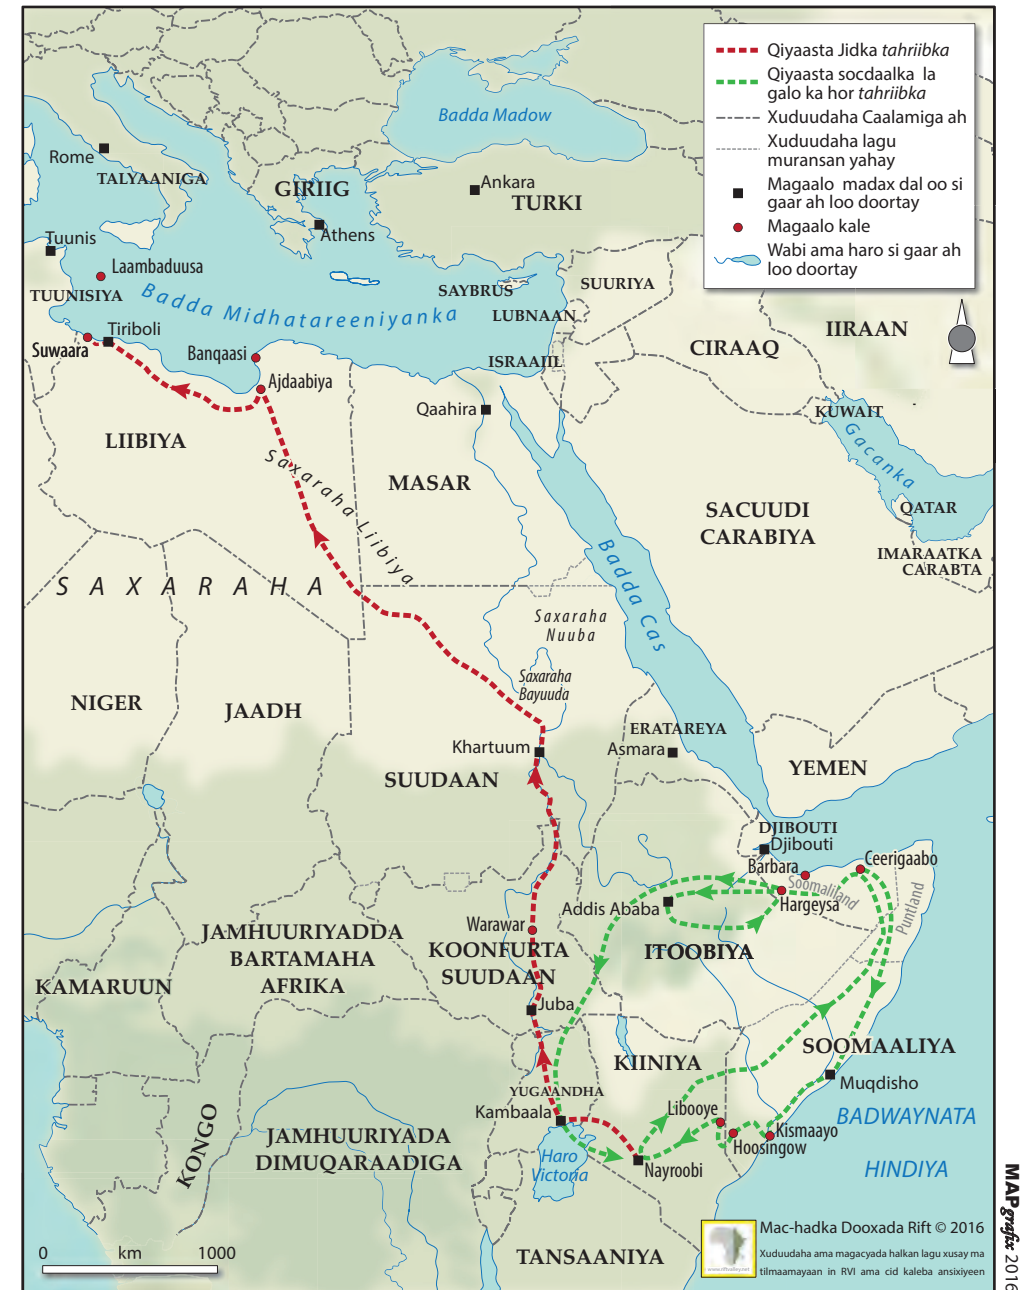 Qiyaasta Jidka tahriibka
Qiyaasta socdaalka la
galo ka hor tahriibka
Xuduudaha Caalamiga ah
Xuduudaha lagu
muransan yahay
Magaalo madax dal oo si
gaar ah loo doortay
Magaalo kale
Wabi ama haro si gaar ah
loo doortay
Badda Madow
Rome
TALYAANIGA
GIRIIG
Ankara
TURKI
Athens
Tuunis
Laambaduusa
TUUNISIYA
Badda Midhatareeniyanka
SAYBRUS
SUURIYA
LUBNAAN
Tiriboli
Suwaara
Banqaasi
ISRAAIIL
CIRAAQ
IIRAAN
Ajdaabiya
Qaahira
KUWAIT
Gacanka
LIIBIYA
Saxaraha Liibiya
MASAR
SACUUDI
CARABIYA
QATAR
IMARAATKA
CARABTA
Badda Cas
SAXARAHA
Saxaraha
Nuuba
Saxaraha
Bayuuda
NIGER
JAADH
ERATAREYA
Asmara
Khartuum
SUUDAAN
YEMEN
DJIBOUTI
Djibouti
Barbara
Ceerigaabo
Soomaliland
Puntland
Hargeysa
Addis Ababa
Warawar
ITOOBIYA
JAMHUURIYADDA
BARTAMAHA
AFRIKA
KOONFURTA
SUUDAAN
KAMARUUN
Juba
SOOMAALIYA
KIINIYA
Muqdisho
YUGAANDHA
Kambaala
Libooye
Kismaayo
Hoosingow
BADWAYNATA
HINDIYA
KONGO
JAMHUURIYADA
DIMUQARAADIGA
Haro
Victoria
Nayroobi
TANSAANIYA
0 km 1000
www.riftvalley.net
Mac-hadka Dooxada Rift © 2016
Xuduudaha ama magacyada halkan lagu xusay ma
tilmaamayaan in RVI ama cid kaleba ansixiyeen
MAPgrafix 2016